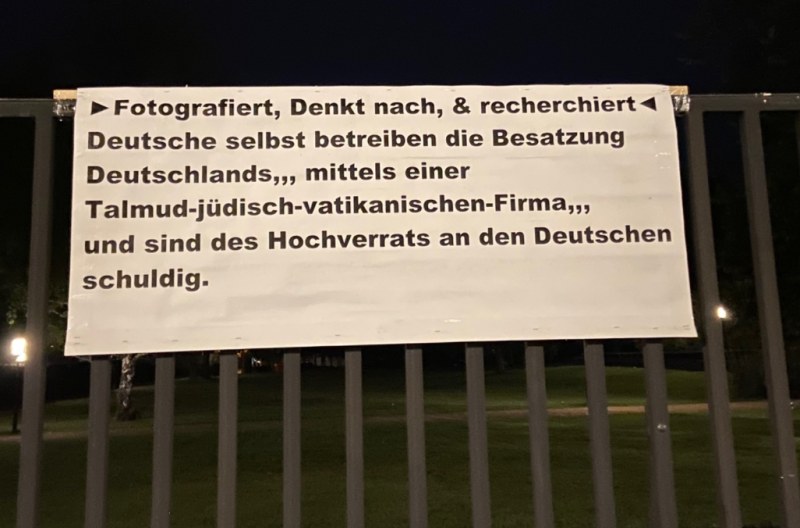 ►Fotografiert, Denkt nach, & recherchiert◄
Deutsche selbst betreiben die Besatzung
Deutschlands,,, mittels einer
Talmud-jüdisch-vatikanischen-Firma,,,
und sind des Hochverrats an den Deutschen
schuldig.